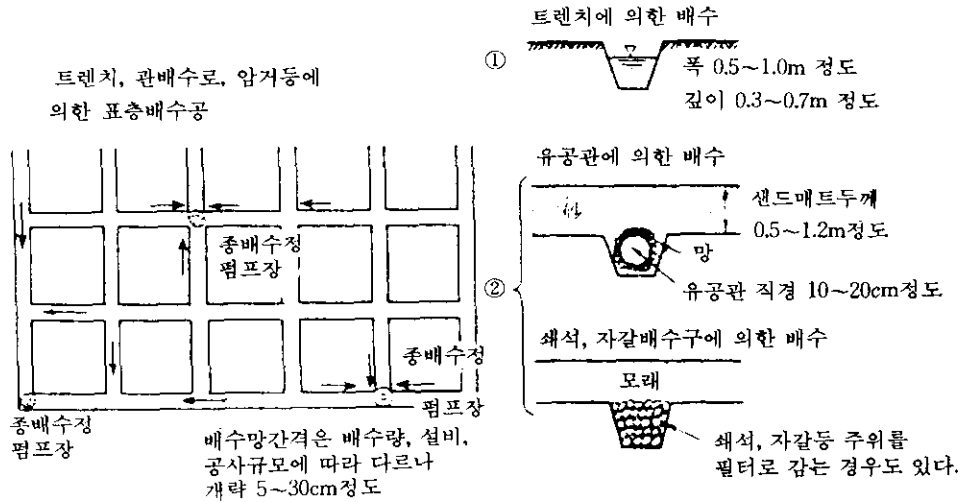 트렌치, 관배수로, 암거등에
의한 표층배수공
종배수정
펌프장
종배수정
펌프장
종배수정
펌프장
배수망간격은 배수량, 설비,
공사규모에 따라 다르나
개략 5~30cm정도
트렌치에 의한 배수
①
폭 0.5~1.0m 정도
깊이 0.3~0.7m 정도
유공관에 의한 배수
②
샌드매트두께
0.5~1.2m정도
망
유공관 직경 10~20cm정도
쇄석, 자갈배수구에 의한 배수
모래
쇄석, 자갈등 주위를
필터로 감는 경우도 있다.